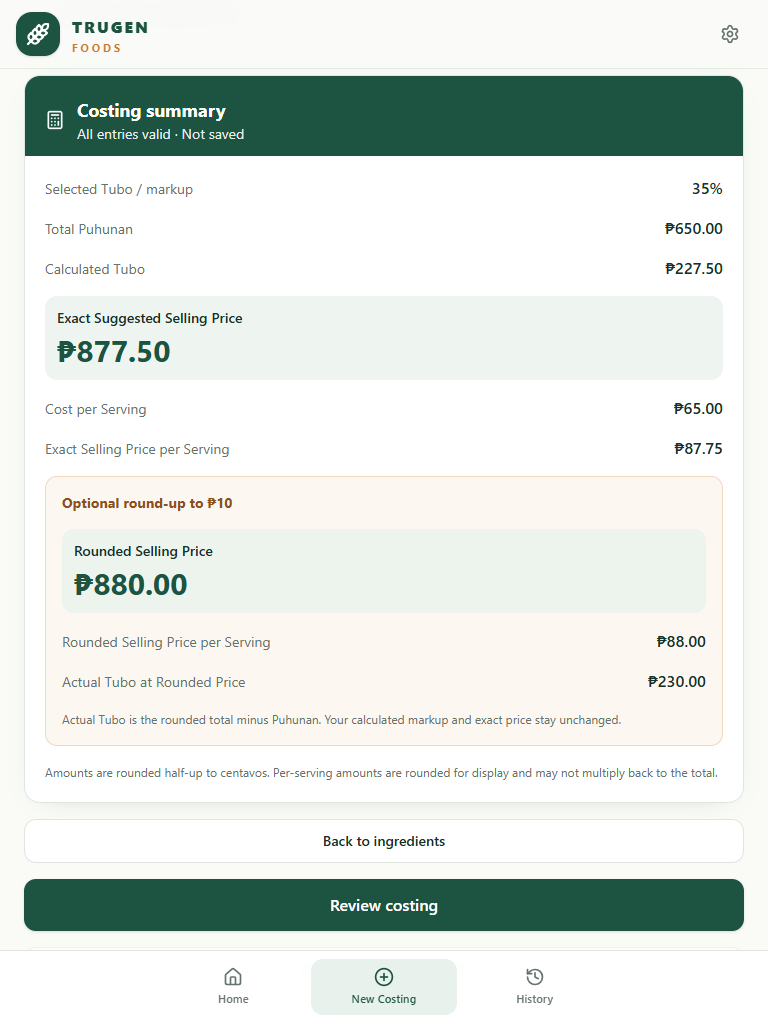 TRUGEN
FOODS
Costing summary
All entries valid · Not saved
Selected Tubo / markup 35%
Total Puhunan ₱650.00
Calculated Tubo ₱227.50
Exact Suggested Selling Price
₱877.50
Cost per Serving ₱65.00
Exact Selling Price per Serving ₱87.75
Optional round-up to ₱10
Rounded Selling Price
₱880.00
Rounded Selling Price per Serving ₱88.00
Actual Tubo at Rounded Price ₱230.00
Actual Tubo is the rounded total minus Puhunan. Your calculated markup and exact price stay unchanged.
Amounts are rounded half-up to centavos. Per-serving amounts are rounded for display and may not multiply back to the total.
Back to ingredients
Review costing
Home New Costing History